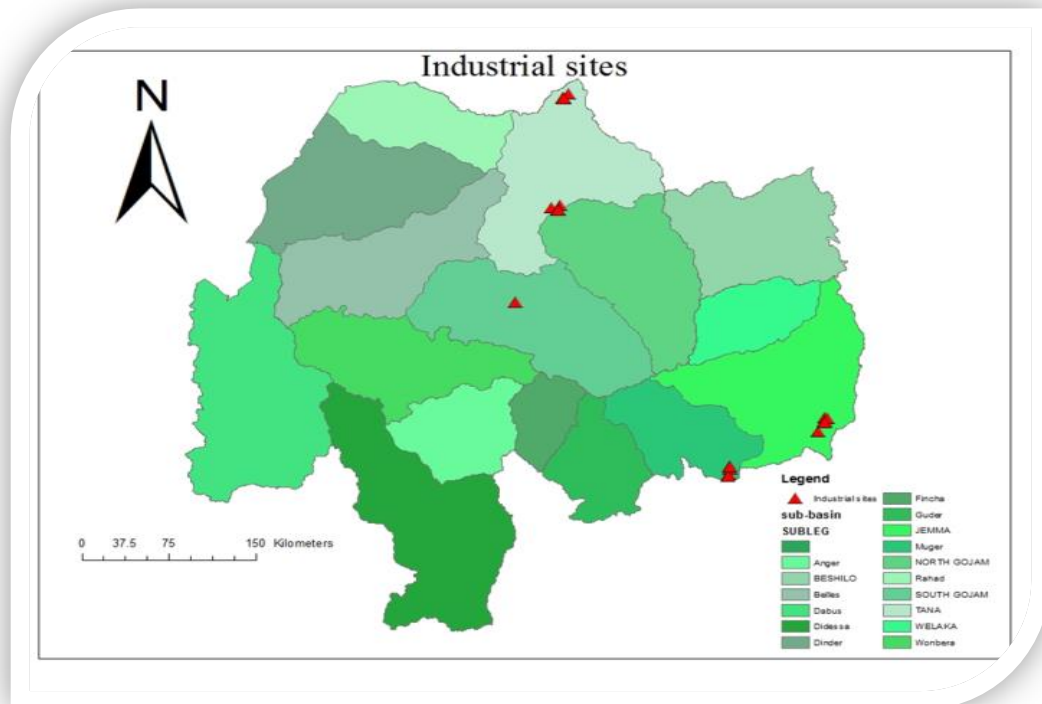 Industrial sites
N
0 37.5 75 150 Kilometers
Legend
Industrial sites
sub-basin
SUBLEG
Anger
BESHILO
Belles
Dabus
Didessa
Dinder
Fincha
Guder
JEMMA
Muger
NORTH GOJAM
Rahad
SOUTH GOJAM
TANA
WELAKA
Wonbera